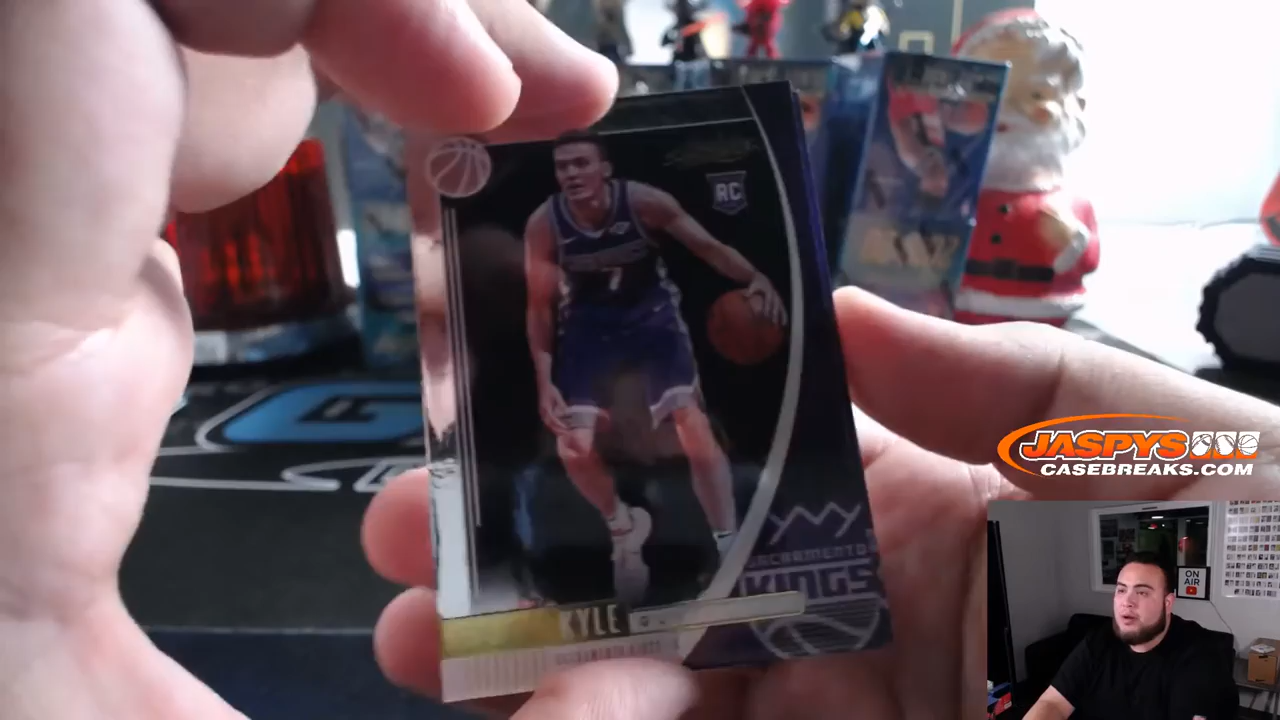 RC
7
SACRAMENTO
KINGS
KYLE
JASPYS
CASEBREAKS.COM
ON
AIR